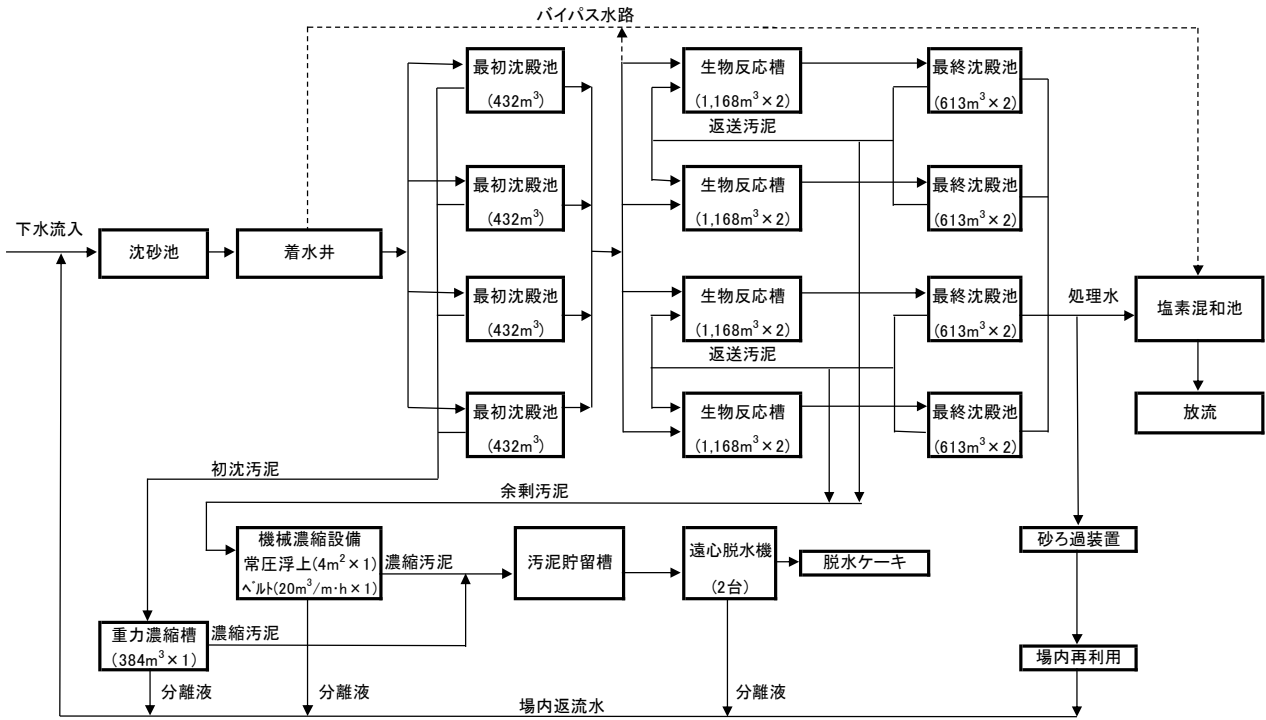 バイパス水路
最初沈殿池
(432m³)
生物反応槽
(1,168m³×2)
最終沈殿池
(613m³×2)
返送汚泥
最初沈殿池
(432m³)
生物反応槽
(1,168m³×2)
最終沈殿池
(613m³×2)
下水流入
沈砂池
着水井
最初沈殿池
(432m³)
生物反応槽
(1,168m³×2)
最終沈殿池
(613m³×2)
処理水
塩素混和池
返送汚泥
最初沈殿池
(432m³)
生物反応槽
(1,168m³×2)
最終沈殿池
(613m³×2)
放流
初沈汚泥
余剰汚泥
機械濃縮設備
常圧浮上(4m²×1)
ベルト(20m³/m·h×1)
濃縮汚泥
汚泥貯留槽
遠心脱水機
(2台)
脱水ケーキ
砂ろ過装置
重力濃縮槽
(384m³×1)
濃縮汚泥
場内再利用
分離液
分離液
分離液
場内返流水